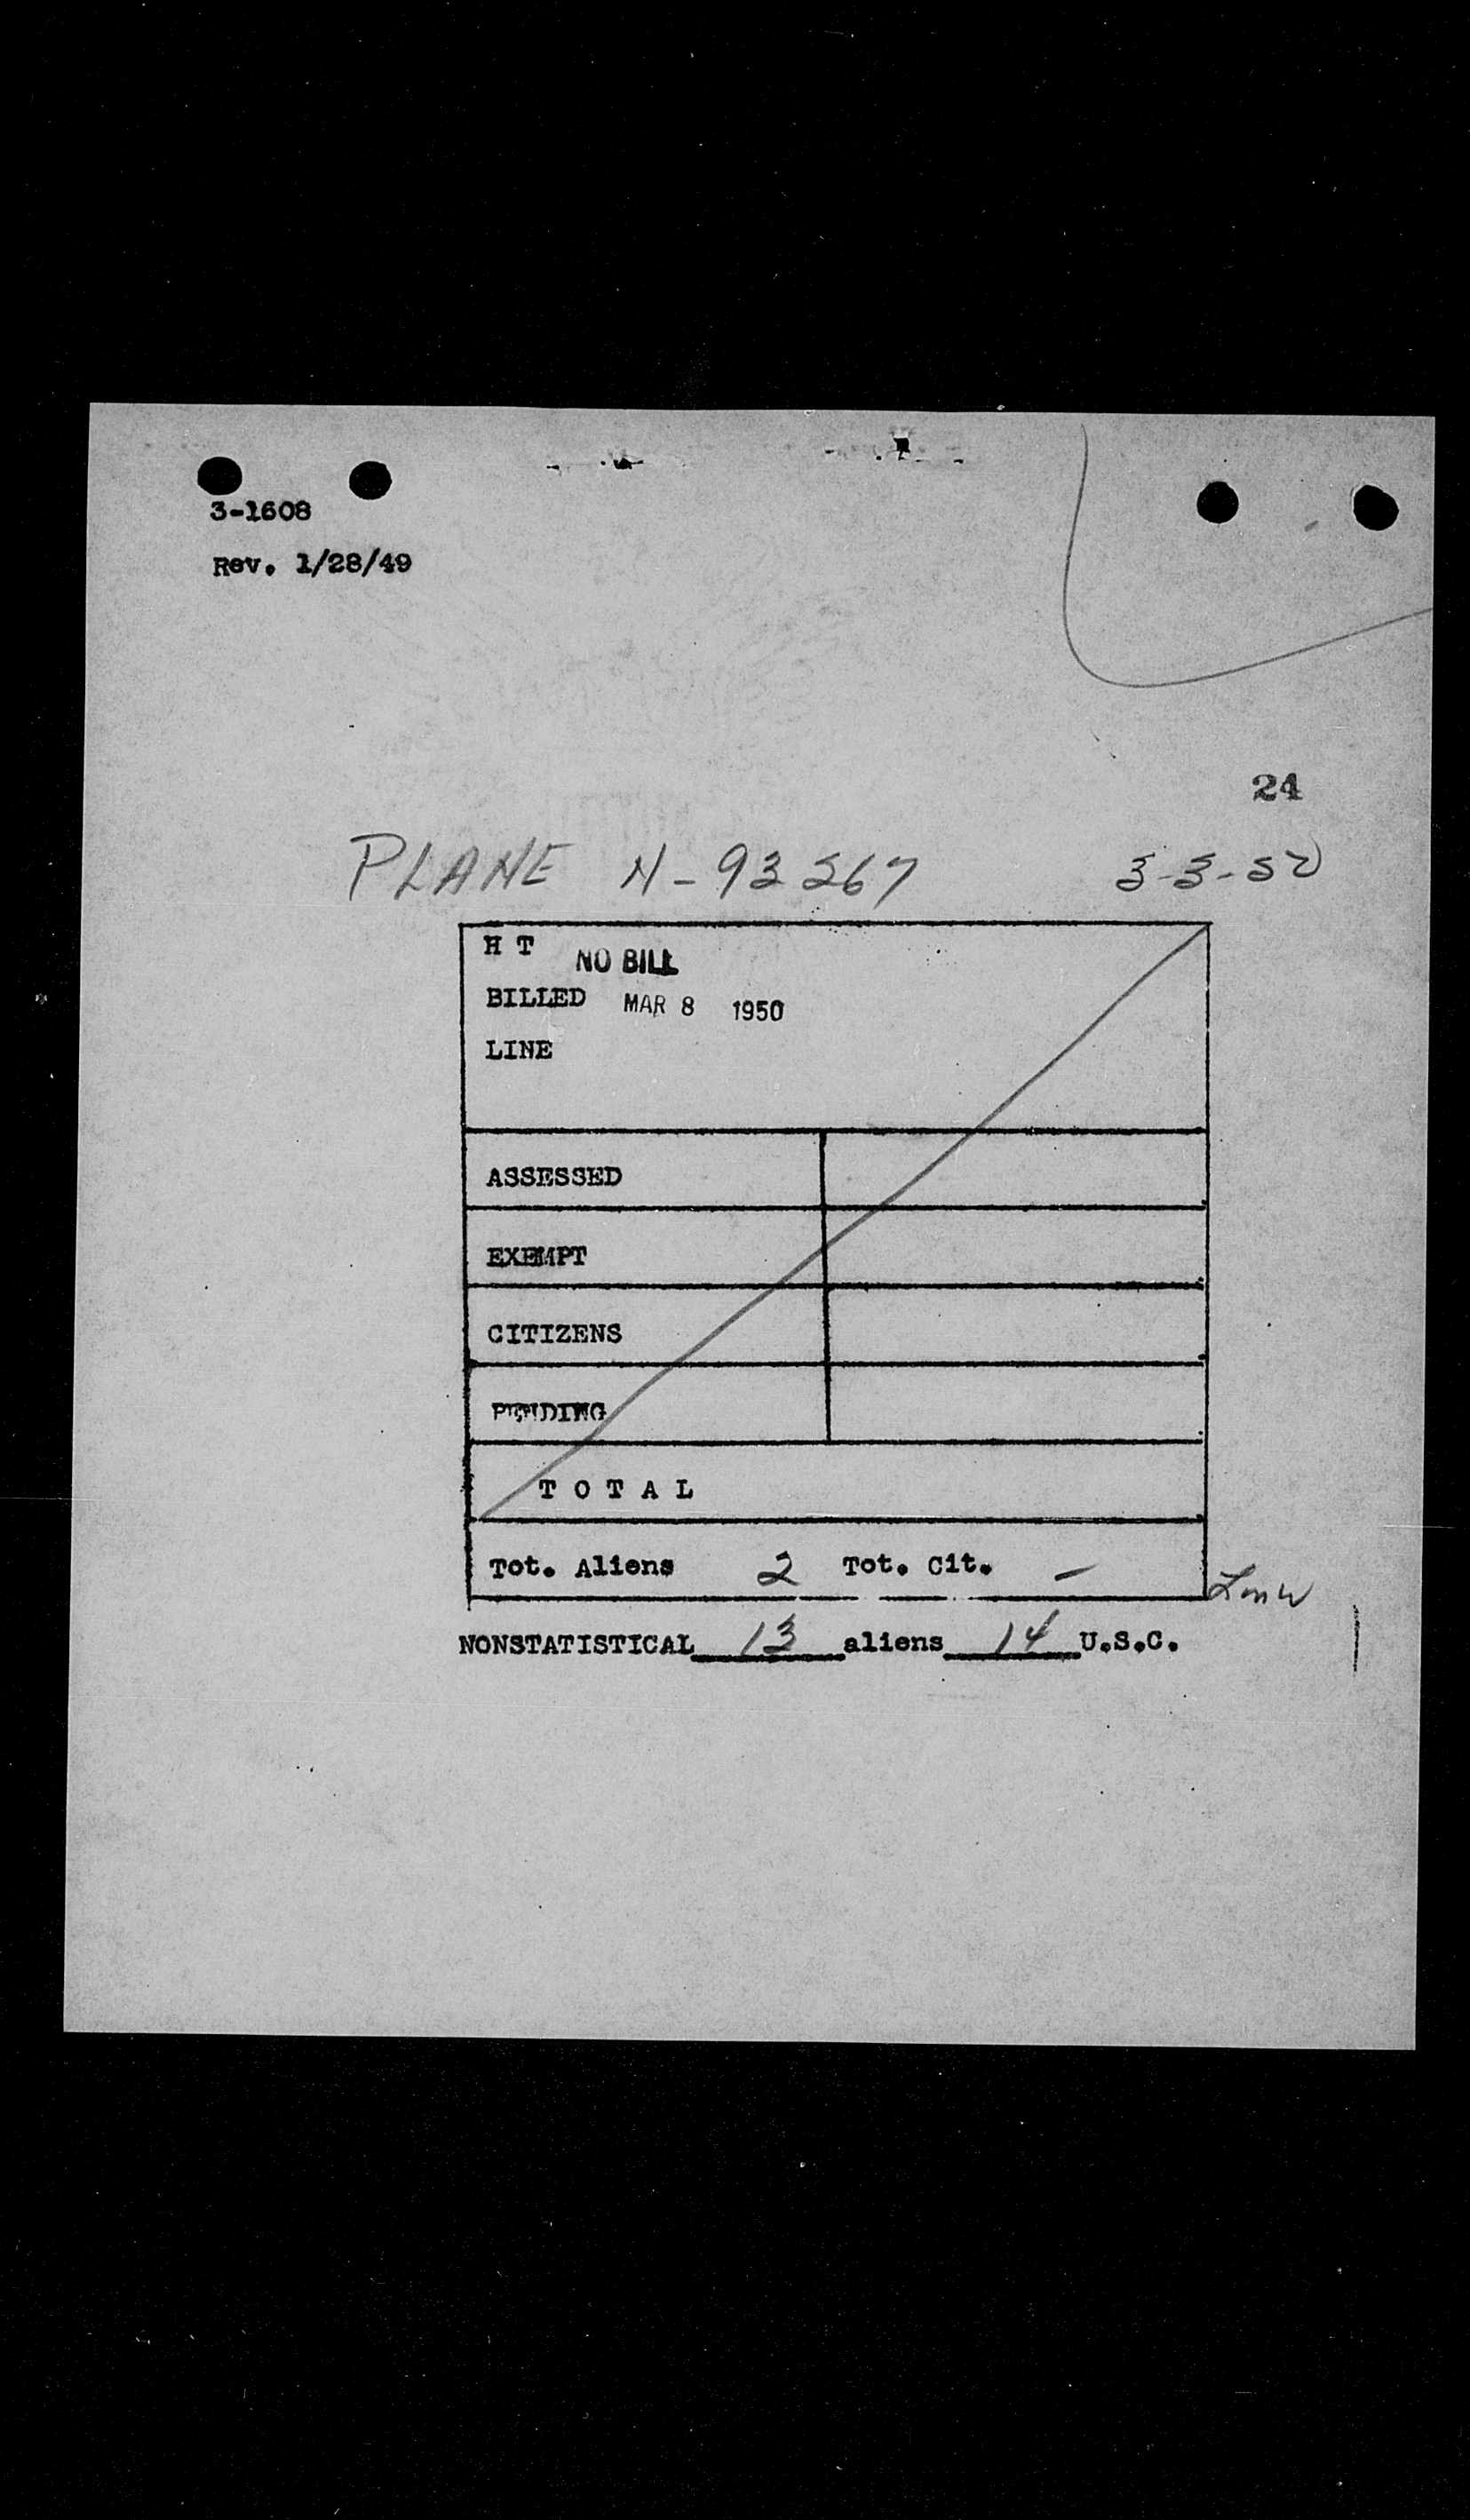 3-1608
Rev. 1/28/49
24
PLANE N-93267 3-3-50
H T NO BILL
BILLED MAR 8 1950
LINE
ASSESSED
EXEMPT
CITIZENS
PENDING
T O T A L
Tot. Aliens 2 Tot. Cit. -
NONSTATISTICAL 13 aliens 14 U.S.C.